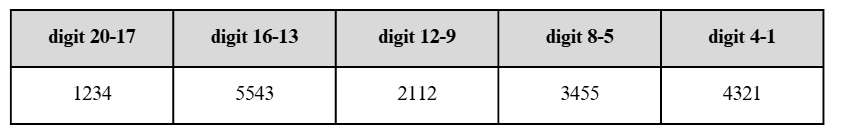 digit 20-17 digit 16-13 digit 12-9 digit 8-5 digit 4-1
1234 5543 2112 3455 4321